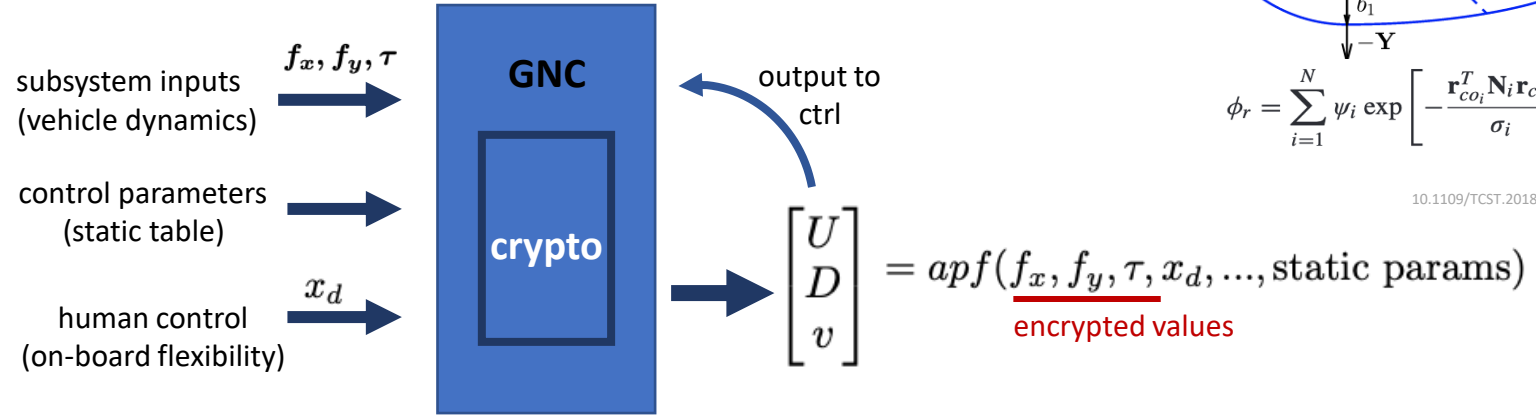 subsystem inputs
(vehicle dynamics)
f_x, f_y, τ
control parameters
(static table)
human control
(on-board flexibility)
x_d
GNC
crypto
output to
ctrl
[U D v] = apf(f_x, f_y, τ, x_d, ..., static params)
encrypted values
b_1
-Y
ϕ_r = ∑_{i=1}^{N} ψ_i exp [ - r_{co_i}^T N_i r_c / σ_i
10.1109/TCST.2018